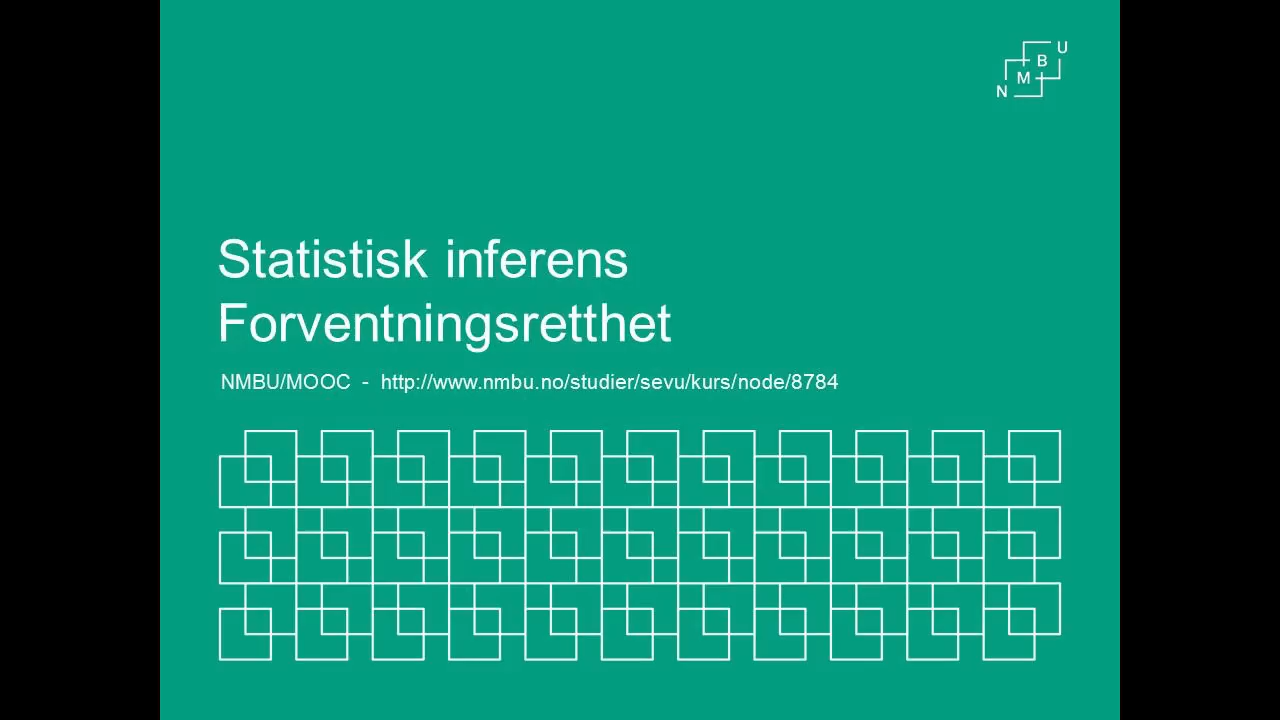 N M B U
Statistisk inferens
Forventningsretthet
NMBU/MOOC - http://www.nmbu.no/studier/sevu/kurs/node/8784